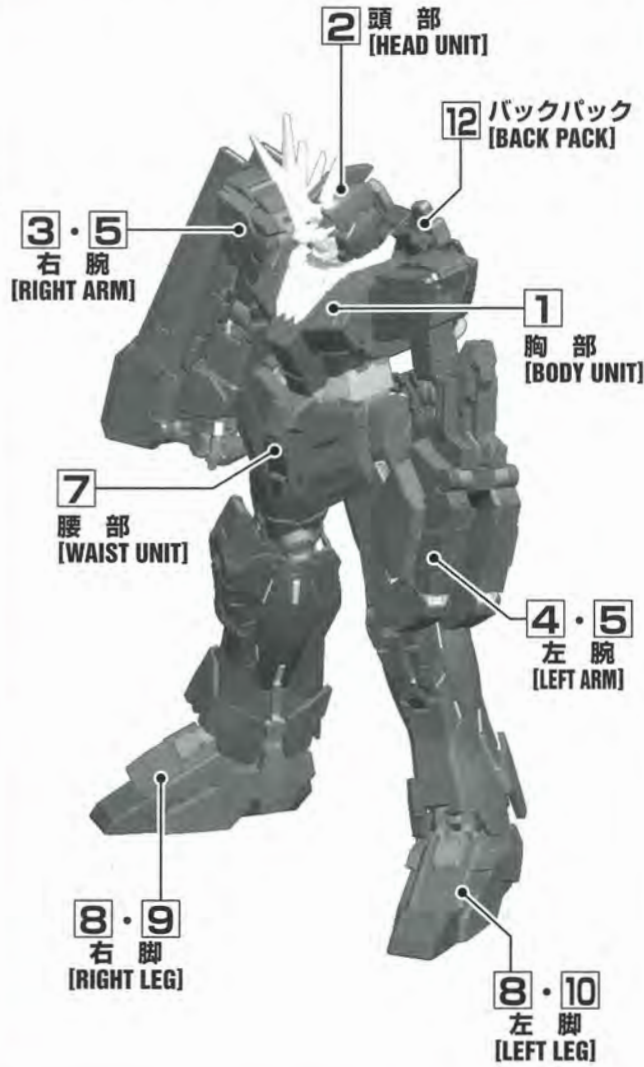 2 頭 部
[HEAD UNIT]
12 バックパック
[BACK PACK]
3・5
右 腕
[RIGHT ARM]
1
胸 部
[BODY UNIT]
7
腰 部
[WAIST UNIT]
4・5
左 腕
[LEFT ARM]
8・9
右 脚
[RIGHT LEG]
8・10
左 脚
[LEFT LEG]